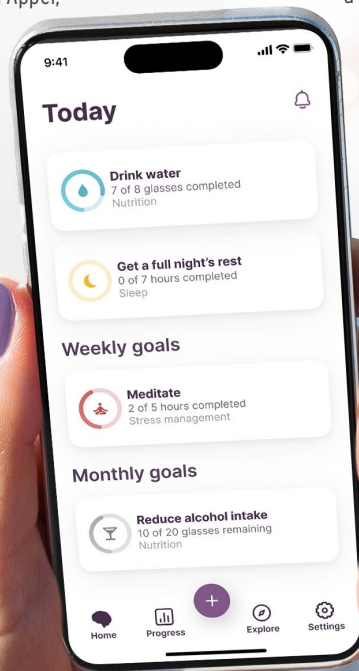 Appel,
9:41
Today
Drink water
7 of 8 glasses completed
Nutrition
Get a full night's rest
0 of 7 hours completed
Sleep
Weekly goals
Meditate
2 of 5 hours completed
Stress management
Monthly goals
Reduce alcohol intake
10 of 20 glasses remaining
Nutrition
Home
Progress
Explore
Settings